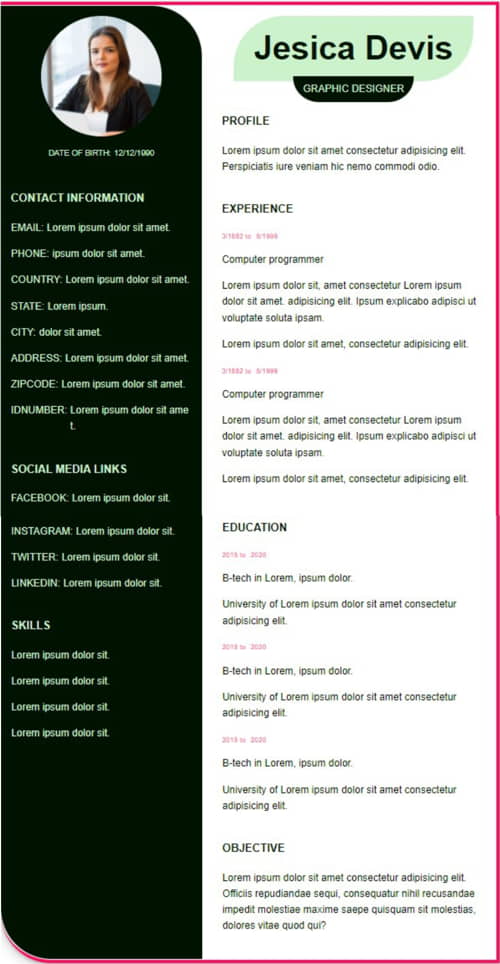 DATE OF BIRTH: 12/12/1990
CONTACT INFORMATION
EMAIL: Lorem ipsum dolor sit amet.
PHONE: ipsum dolor sit amet.
COUNTRY: Lorem ipsum dolor sit amet.
STATE: Lorem ipsum.
CITY: dolor sit amet.
ADDRESS: Lorem ipsum dolor sit amet.
ZIPCODE: Lorem ipsum dolor sit amet.
IDNUMBER: Lorem ipsum dolor sit ame
t.
SOCIAL MEDIA LINKS
FACEBOOK: Lorem ipsum dolor sit.
INSTAGRAM: Lorem ipsum dolor sit.
TWITTER: Lorem ipsum dolor sit.
LINKEDIN: Lorem ipsum dolor sit.
SKILLS
Lorem ipsum dolor sit.
Lorem ipsum dolor sit.
Lorem ipsum dolor sit.
Lorem ipsum dolor sit.
Jesica Devis
GRAPHIC DESIGNER
PROFILE
Lorem ipsum dolor sit amet consectetur adipisicing elit.
Perspiciatis iure veniam hic nemo commodi odio.
EXPERIENCE
to
Computer programmer
Lorem ipsum dolor sit, amet consectetur Lorem ipsum
dolor sit amet. adipisicing elit. Ipsum explicabo adipisci ut
voluptate soluta ipsam.
Lorem ipsum dolor sit amet, consectetur adipisicing elit.
to
Computer programmer
Lorem ipsum dolor sit, amet consectetur Lorem ipsum
dolor sit amet. adipisicing elit. Ipsum explicabo adipisci ut
voluptate soluta ipsam.
Lorem ipsum dolor sit amet, consectetur adipisicing elit.
EDUCATION
to 2020
B-tech in Lorem, ipsum dolor.
University of Lorem ipsum dolor sit amet consectetur
adipisicing elit.
to 2020
B-tech in Lorem, ipsum dolor.
University of Lorem ipsum dolor sit amet consectetur
adipisicing elit.
to 2020
B-tech in Lorem, ipsum dolor.
University of Lorem ipsum dolor sit amet consectetur
adipisicing elit.
OBJECTIVE
Lorem ipsum dolor sit amet consectetur adipisicing elit.
Officiis repudiandae sequi, consequatur nihil recusandae
impedit molestiae maxime saepe quisquam sit molestias,
dolores vitae quod qui?